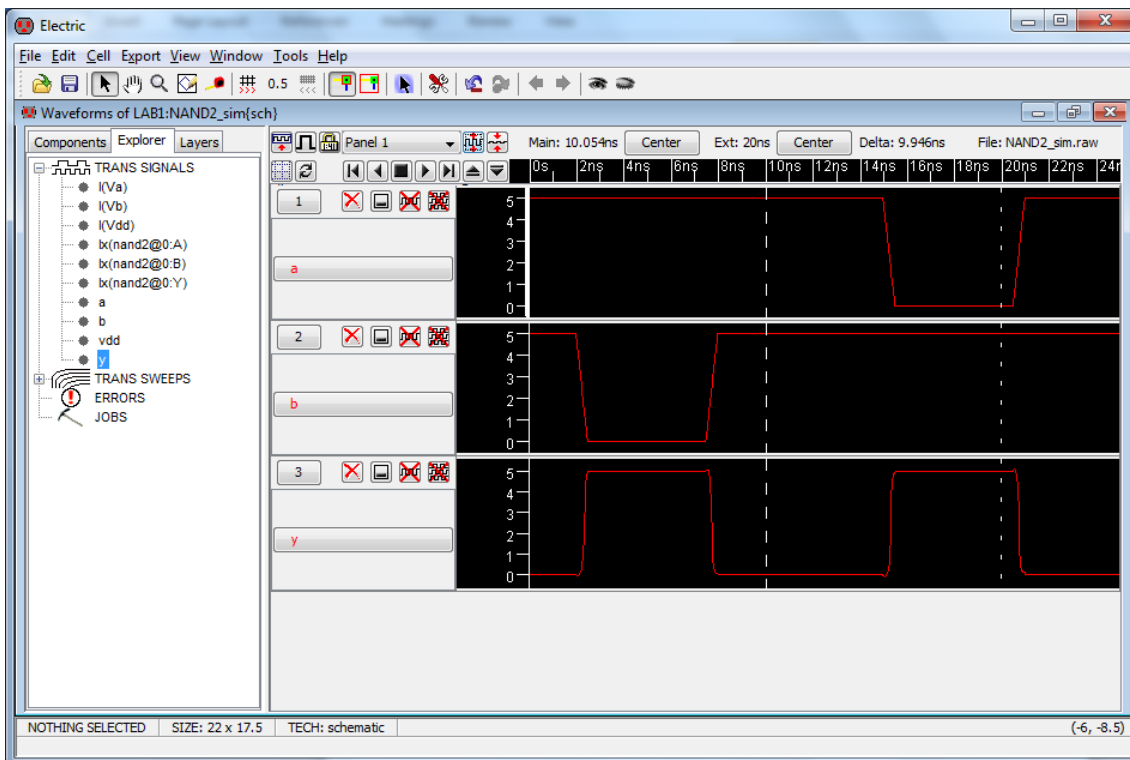 Electric
File Edit Cell Export View Window Tools Help
0.5
Waveforms of LAB1:NAND2_sim{sch}
Components Explorer Layers
Panel 1 Main: 10.054ns Center Ext: 20ns Center Delta: 9.946ns File: NAND2_sim.raw
0s 2ns 4ns 6ns 8ns 10ns 12ns 14ns 16ns 18ns 20ns 22ns
TRANS SIGNALS
I(Va)
I(Vb)
I(Vdd)
Ix(nand2@0:A)
Ix(nand2@0:B)
Ix(nand2@0:Y)
a
b
vdd
y
TRANS SWEEPS
ERRORS
JOBS
1
a
5
4
3
2
1
0
2
b
5
4
3
2
1
0
3
y
5
4
3
2
1
0
NOTHING SELECTED SIZE: 22 x 17.5 TECH: schematic (-6, -8.5)